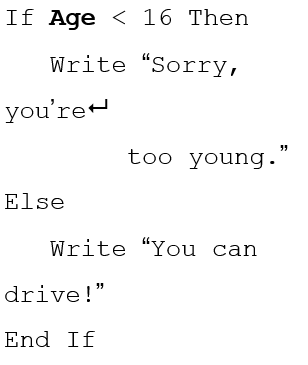 If Age < 16 Then
Write “Sorry,
you’re↵
too young.”
Else
Write “You can
drive!”
End If